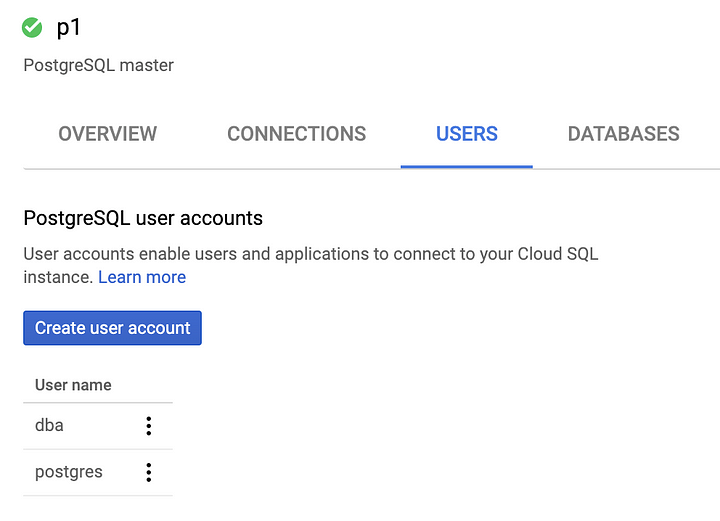 p1
PostgreSQL master
OVERVIEW CONNECTIONS USERS DATABASES
PostgreSQL user accounts
User accounts enable users and applications to connect to your Cloud SQL
instance. Learn more
Create user account
User name
dba
postgres